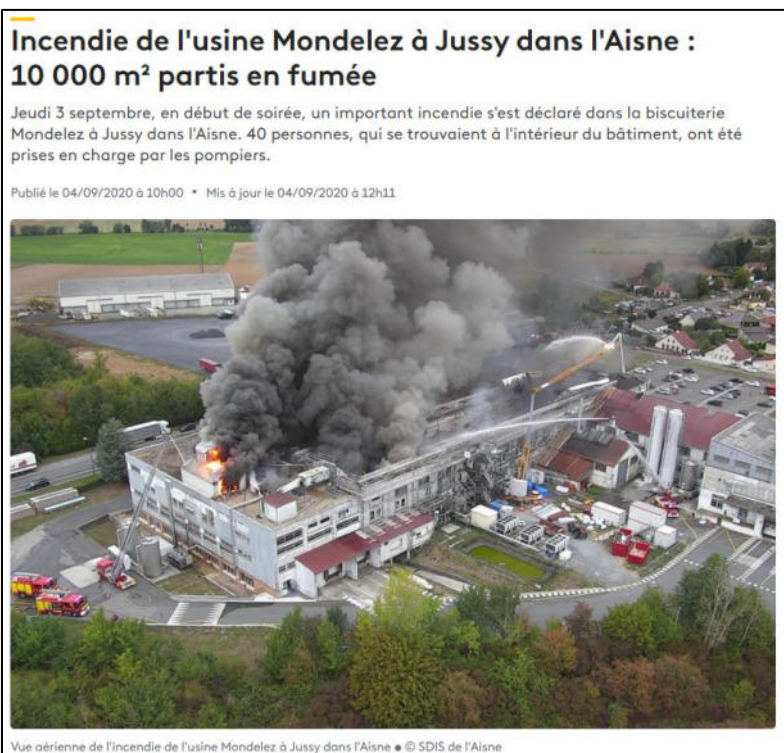 Incendie de l'usine Mondelez à Jussy dans l'Aisne :
10 000 m² partis en fumée
Jeudi 3 septembre, en début de soirée, un important incendie s'est déclaré dans la biscuiterie
Mondelez à Jussy dans l'Aisne. 40 personnes, qui se trouvaient à l'intérieur du bâtiment, ont été
prises en charge par les pompiers.
Publié le 04/09/2020 à 10h00 • Mis à jour le 04/09/2020 à 12h11
Vue aérienne de l'incendie de l'usine Mondelez à Jussy dans l'Aisne • © SDIS de l'Aisne